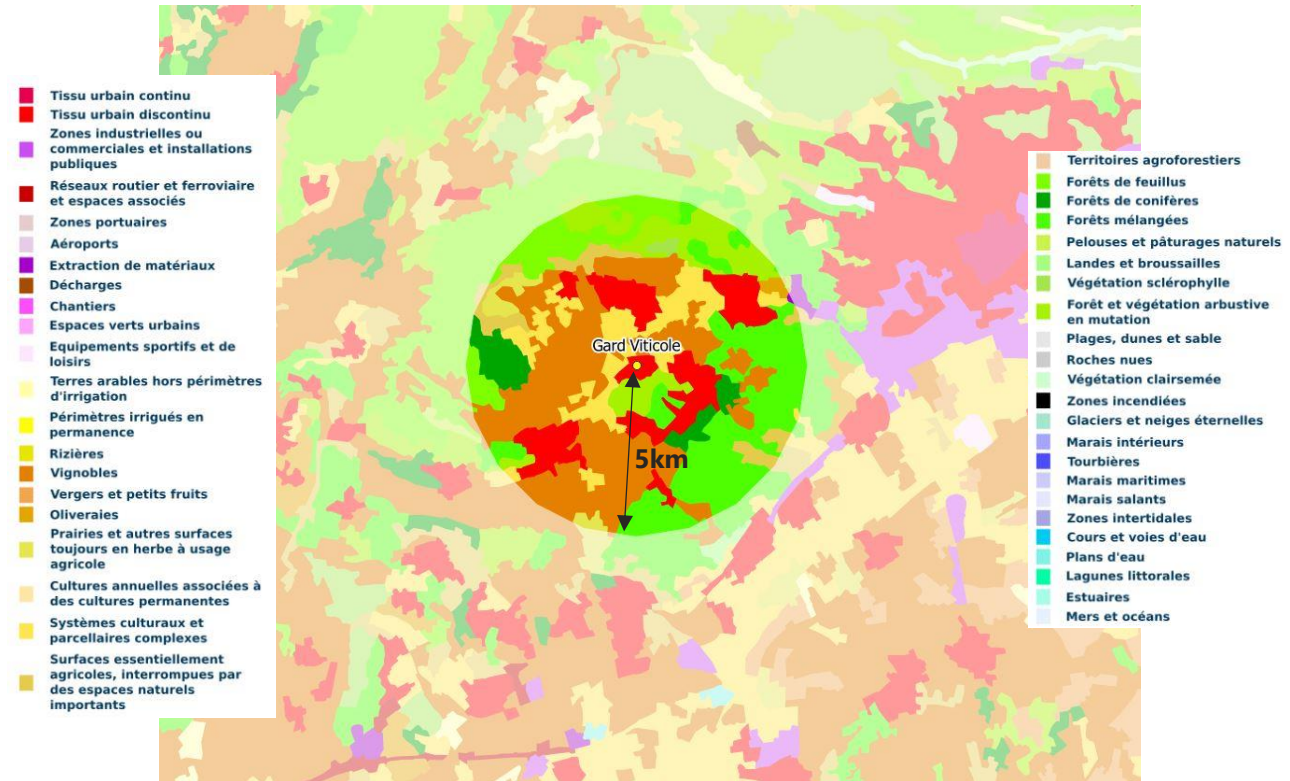 Tissu urbain continu
Tissu urbain discontinu
Zones industrielles ou
commerciales et installations
publiques
Réseaux routier et ferroviaire
et espaces associés
Zones portuaires
Aéroports
Extraction de matériaux
Décharges
Chantiers
Espaces verts urbains
Equipements sportifs et de
loisirs
Terres arables hors périmètres
d'irrigation
Périmètres irrigués en
permanence
Rizières
Vignobles
Vergers et petits fruits
Oliveraies
Prairies et autres surfaces
toujours en herbe à usage
agricole
Cultures annuelles associées à
des cultures permanentes
Systèmes culturaux et
parcellaires complexes
Surfaces essentiellement
agricoles, interrompues par
des espaces naturels
importants
Gard Viticole
5km
Territoires agroforestiers
Forêts de feuillus
Forêts de conifères
Forêts mélangées
Pelouses et pâturages naturels
Landes et broussailles
Végétation sclérophylle
Forêt et végétation arbustive
en mutation
Plages, dunes et sable
Roches nues
Végétation clairsemée
Zones incendiées
Glaciers et neiges éternelles
Marais intérieurs
Tourbières
Marais maritimes
Marais salants
Zones intertidales
Cours et voies d'eau
Plans d'eau
Lagunes littorales
Estuaires
Mers et océans